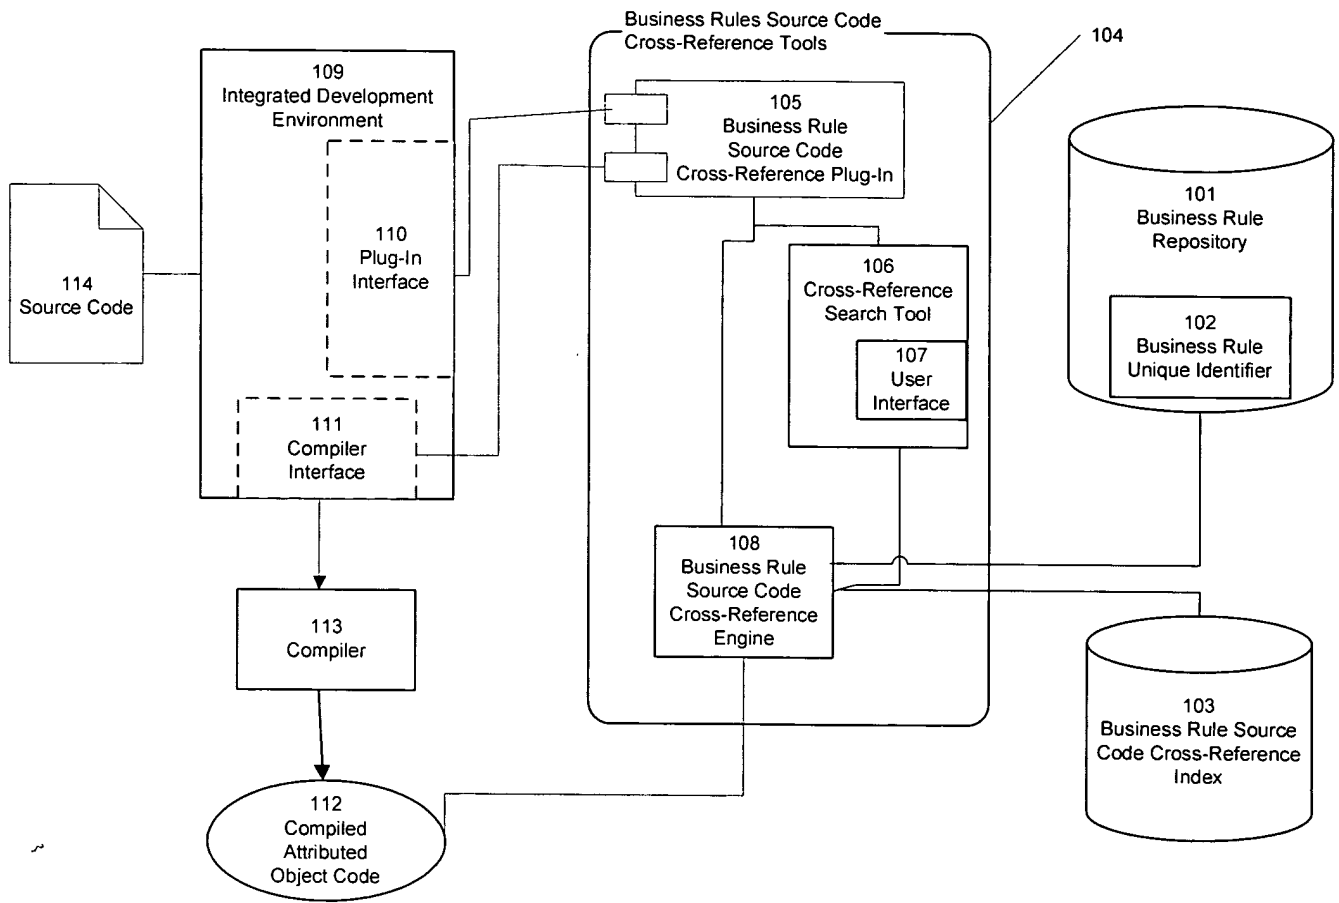 Business Rules Source Code
Cross-Reference Tools
104
109
Integrated Development
Environment
105
Business Rule
Source Code
Cross-Reference Plug-In
101
Business Rule
Repository
110
Plug-In
Interface
114
Source Code
106
Cross-Reference
Search Tool
102
Business Rule
Unique Identifier
107
User
Interface
111
Compiler
Interface
108
Business Rule
Source Code
Cross-Reference
Engine
113
Compiler
103
Business Rule Source
Code Cross-Reference
Index
112
Compiled
Attributed
Object Code